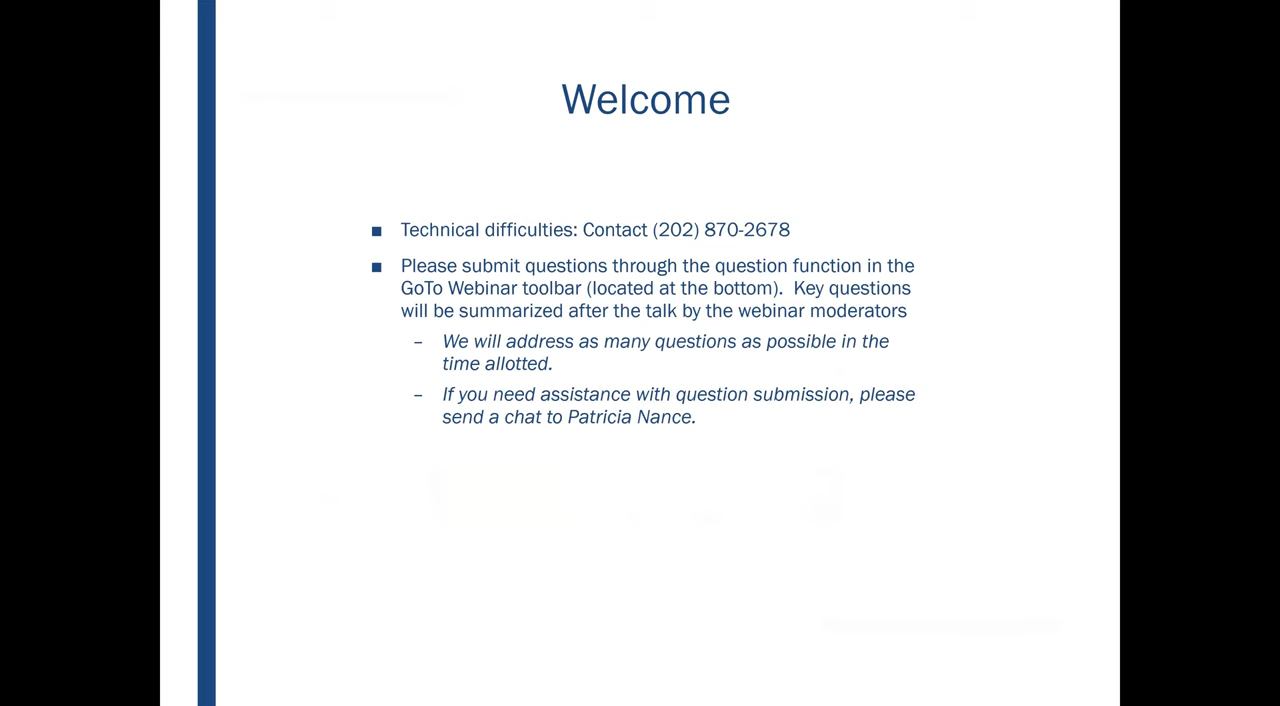 Welcome
■ Technical difficulties: Contact (202) 870-2678
■ Please submit questions through the question function in the
GoTo Webinar toolbar (located at the bottom).  Key questions
will be summarized after the talk by the webinar moderators
– We will address as many questions as possible in the
time allotted.
– If you need assistance with question submission, please
send a chat to Patricia Nance.